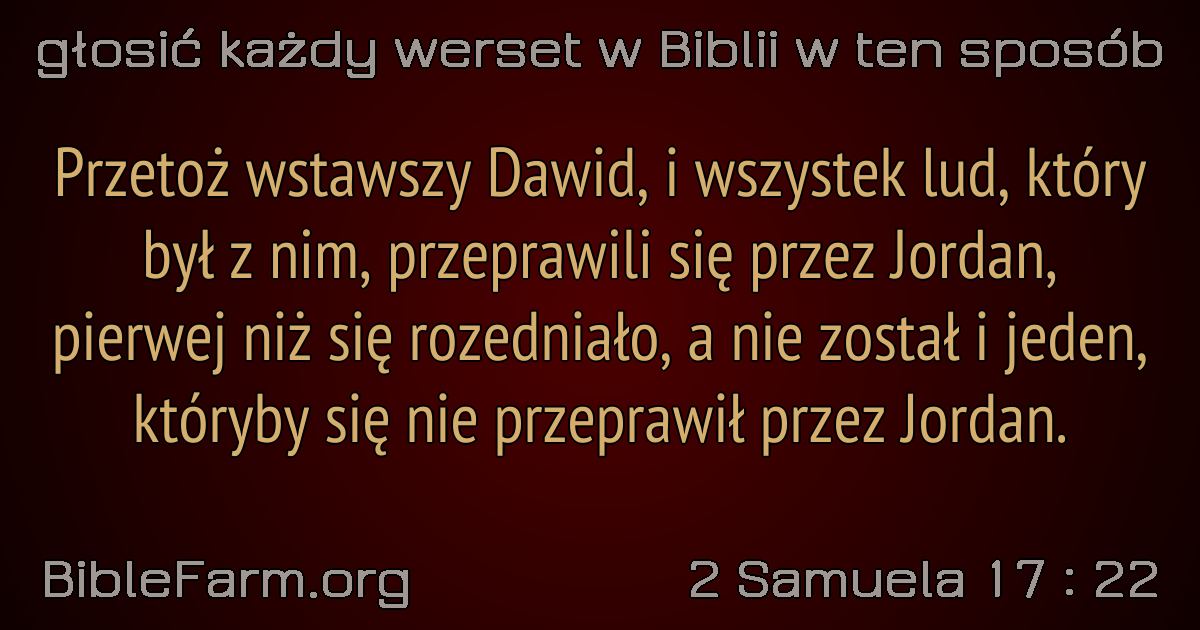 głosić każdy werset w Biblii w ten sposób
Przetoż wstawszy Dawid, i wszystek lud, który
był z nim, przeprawili się przez Jordan,
pierwej niż się rozedniało, a nie został i jeden,
któryby się nie przeprawił przez Jordan.
BibleFarm.org
2 Samuela 17 : 22